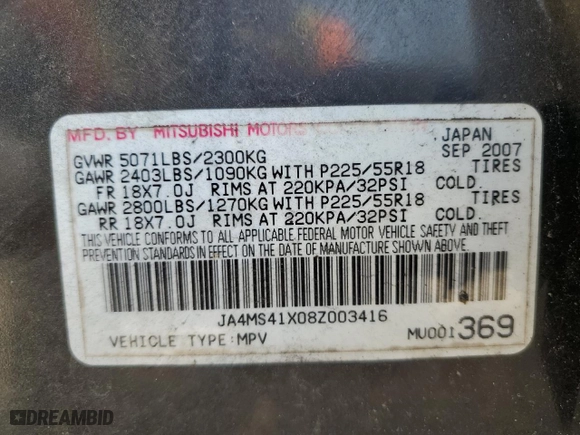 MFD. BY MITSUBISHI MOTORS JAPAN
GVWR 5071LBS/2300KG SEP 2007
GAWR 2403LBS/1090KG WITH P225/55R18 TIRES
FR 18X7.0J RIMS AT 220KPA/32PSI COLD.
GAWR 2800LBS/1270KG WITH P225/55R18 TIRES
RR 18X7.0J RIMS AT 220KPA/32PSI COLD.
THIS VEHICLE CONFORMS TO ALL APPLICABLE FEDERAL MOTOR VEHICLE SAFETY AND THEFT
PREVENTION STANDARDS IN EFFECT ON THE DATE OF MANUFACTURE SHOWN ABOVE.
JA4MS41X08Z003416
VEHICLE TYPE:MPV MU001369
DREAMBID